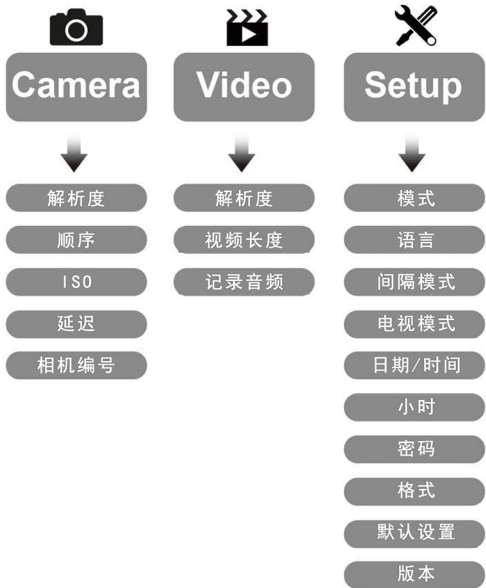 Camera
解析度
顺序
ISO
延迟
相机编号
Video
解析度
视频长度
记录音频
Setup
模式
语言
间隔模式
电视模式
日期/时间
小时
密码
格式
默认设置
版本